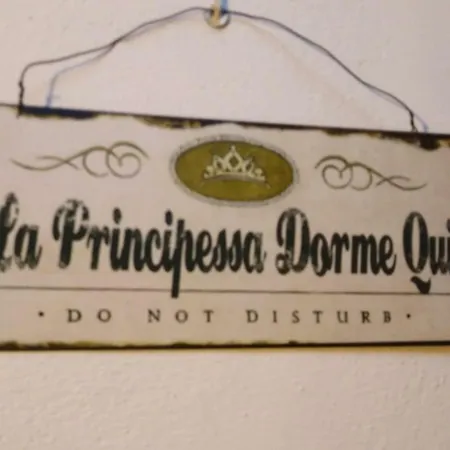 La Principessa Dorme Qui
· DO NOT DISTURB ·